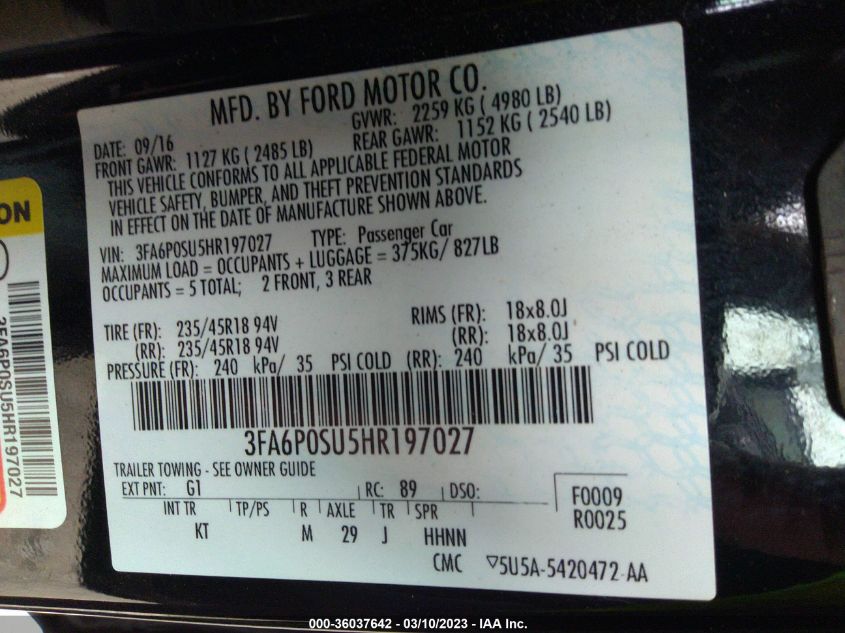 MFD. BY FORD MOTOR CO.
DATE: 09/16 GVWR: 2259 KG ( 4980 LB)
FRONT GAWR: 1127 KG ( 2485 LB) REAR GAWR: 1152 KG ( 2540 LB)
THIS VEHICLE CONFORMS TO ALL APPLICABLE FEDERAL MOTOR
VEHICLE SAFETY, BUMPER, AND THEFT PREVENTION STANDARDS
IN EFFECT ON THE DATE OF MANUFACTURE SHOWN ABOVE.
VIN: 3FA6P0SU5HR197027 TYPE: Passenger Car
MAXIMUM LOAD = OCCUPANTS + LUGGAGE = 375KG/ 827LB
OCCUPANTS = 5 TOTAL; 2 FRONT, 3 REAR
TIRE (FR): 235/45R18 94V RIMS (FR): 18x8.0J
(RR): 235/45R18 94V (RR): 18x8.0J
PRESSURE (FR): 240 kPa/ 35 PSI COLD (RR): 240 kPa/ 35 PSI COLD
3FA6P0SU5HR197027
TRAILER TOWING - SEE OWNER GUIDE
EXT PNT: G1 RC: 89 DSO: F0009
INT TR TP/PS R AXLE TR SPR R0025
KT M 29 J HHNN
CMC ▽5U5A-5420472-AA
ON
3FA6P0SU5HR197027
000-36037642 - 03/10/2023 - IAA Inc.